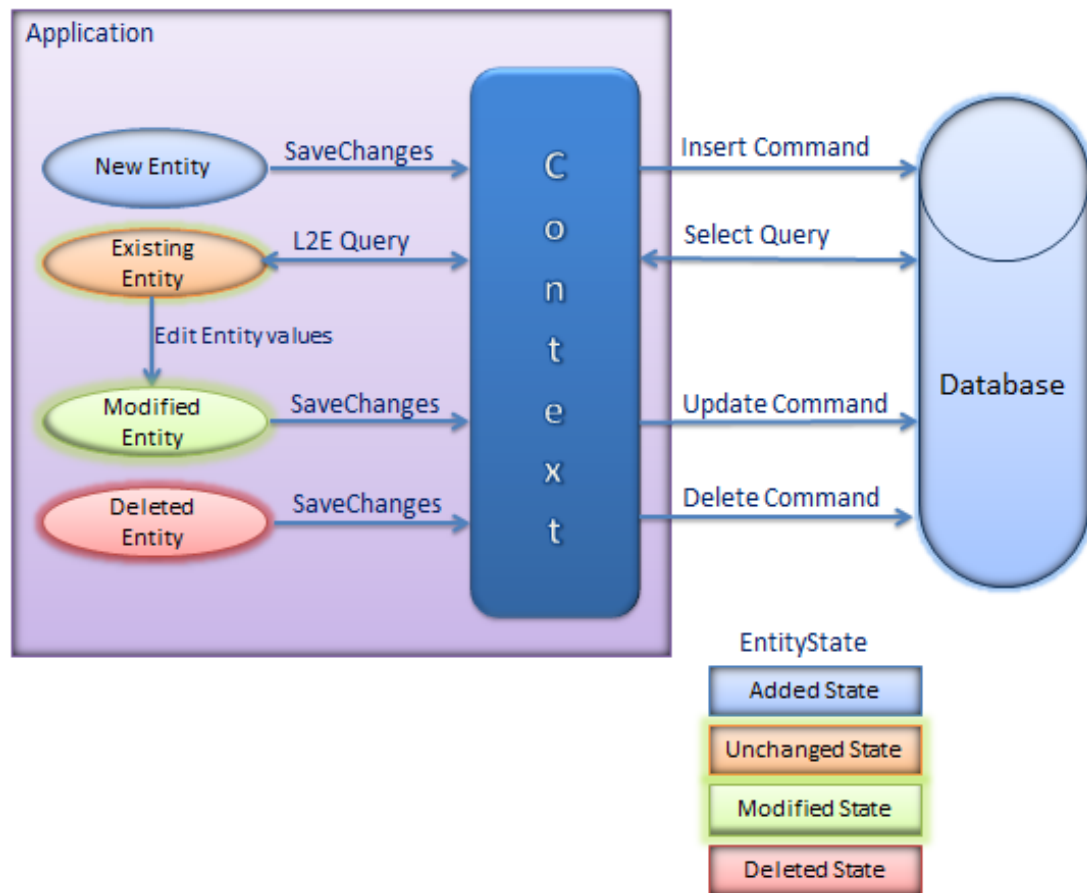 Application
New Entity
SaveChanges
Insert Command
Existing
Entity
L2E Query
Select Query
Edit Entity values
Modified
Entity
SaveChanges
Update Command
Deleted
Entity
SaveChanges
Delete Command
C
o
n
t
e
x
t
Database
EntityState
Added State
Unchanged State
Modified State
Deleted State